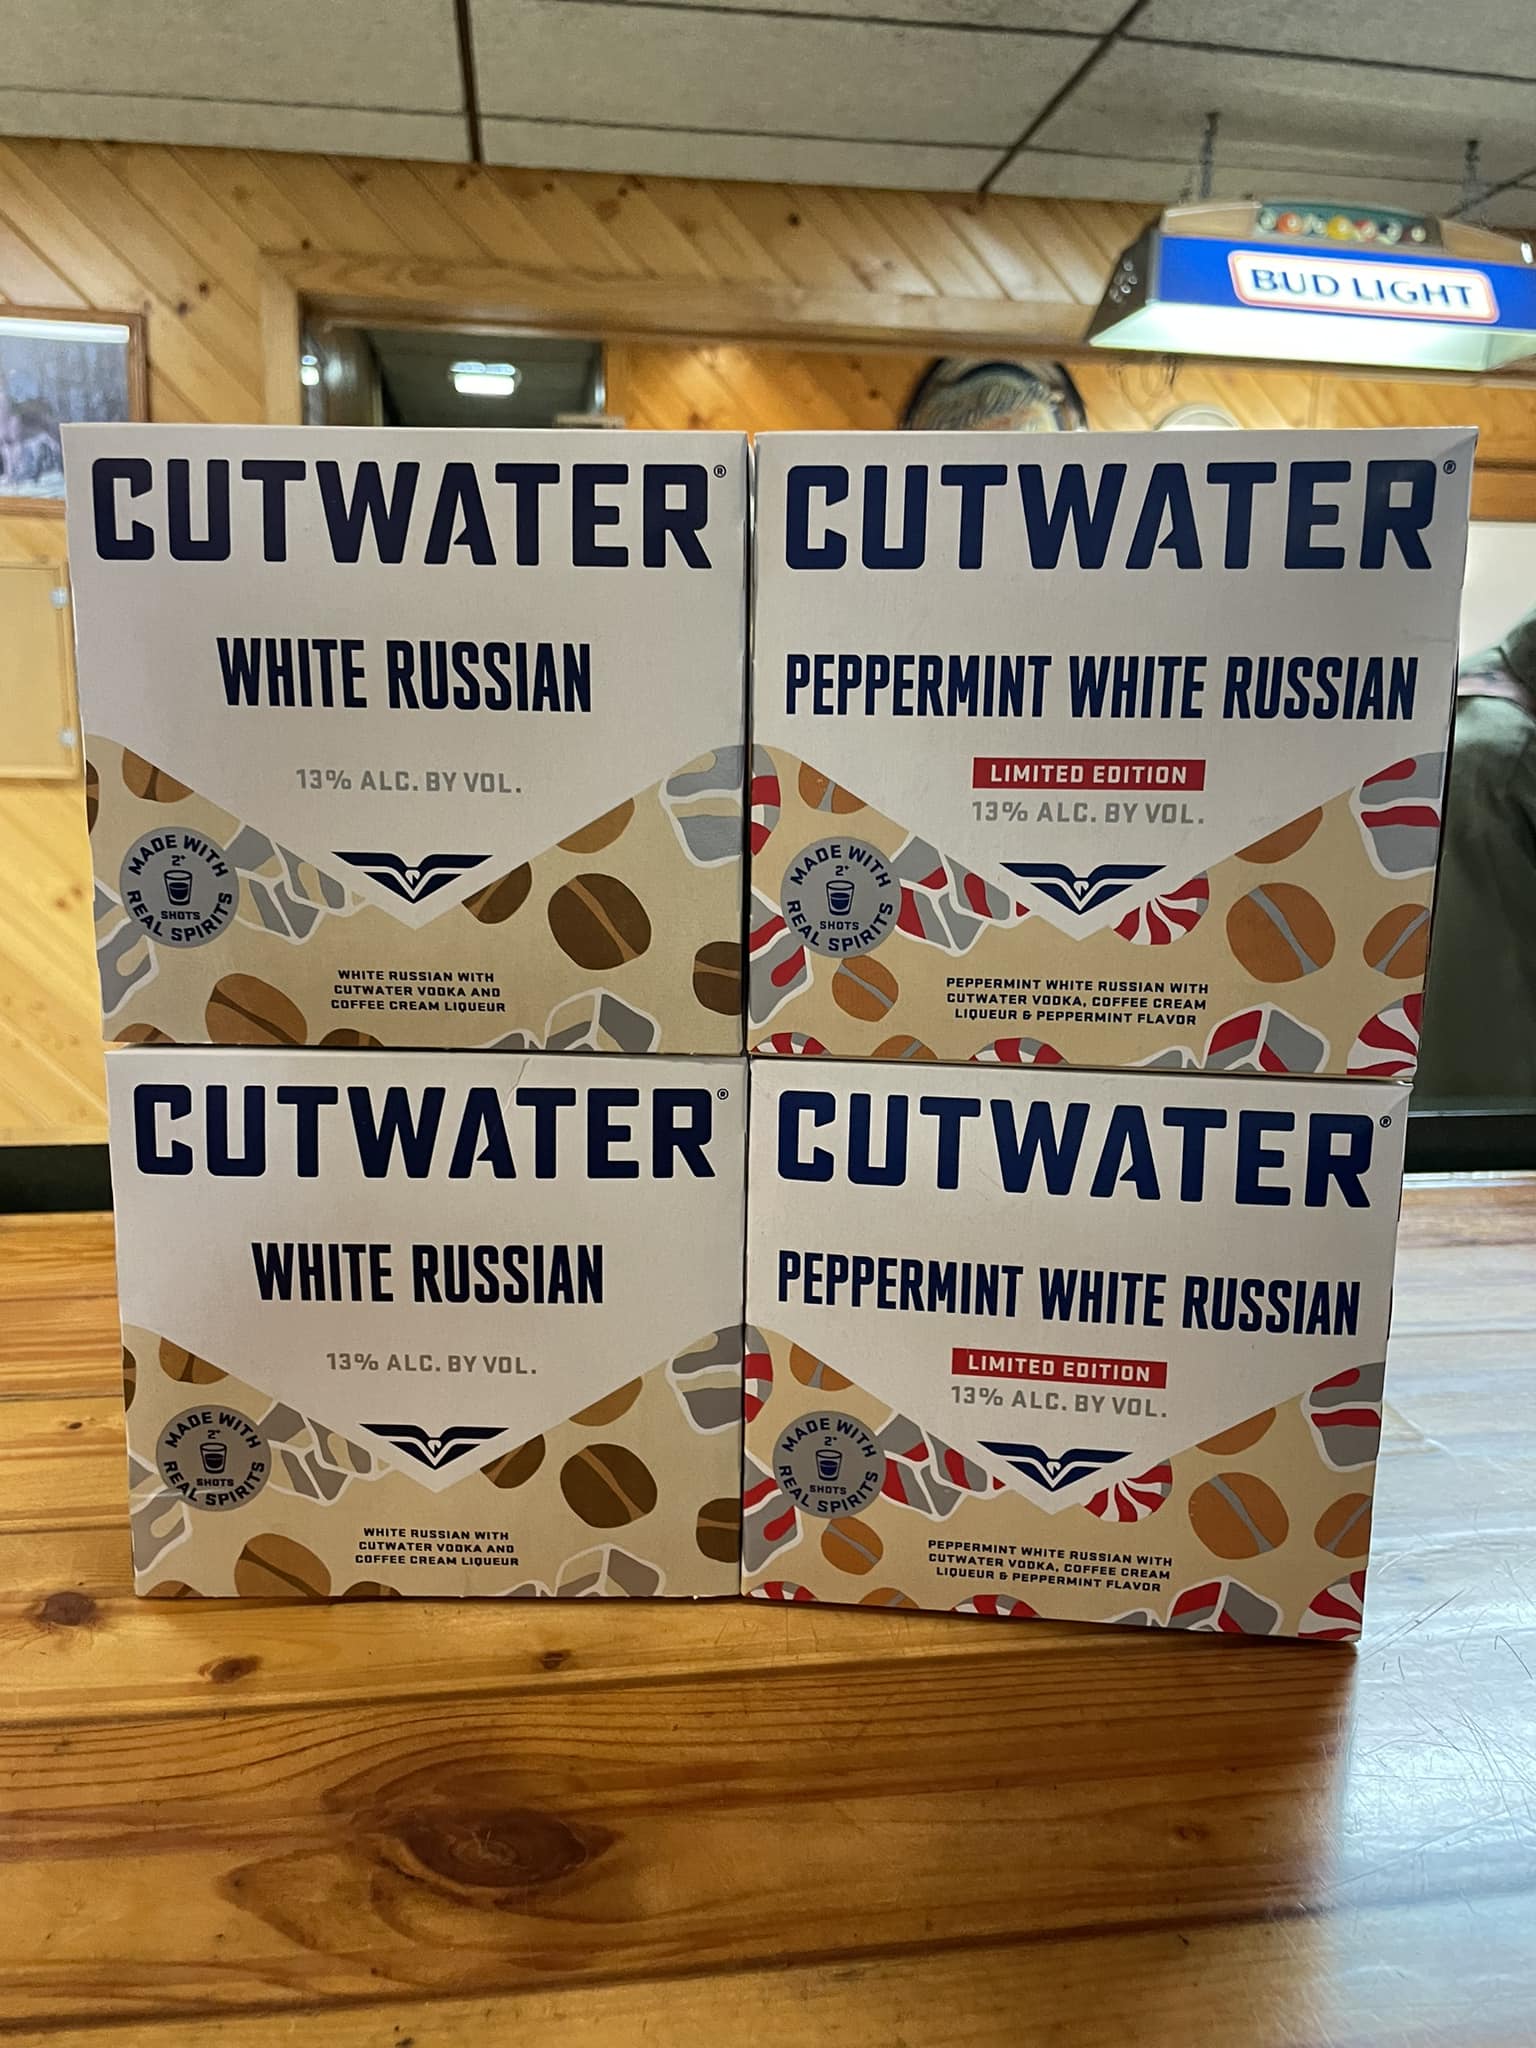 BUD LIGHT
CUTWATER®
WHITE RUSSIAN
13% ALC. BY VOL.
MADE WITH
2+
SHOTS
REAL SPIRITS
WHITE RUSSIAN WITH
CUTWATER VODKA AND
COFFEE CREAM LIQUEUR
CUTWATER®
PEPPERMINT WHITE RUSSIAN
LIMITED EDITION
13% ALC. BY VOL.
MADE WITH
2+
SHOTS
REAL SPIRITS
PEPPERMINT WHITE RUSSIAN WITH
CUTWATER VODKA, COFFEE CREAM
LIQUEUR & PEPPERMINT FLAVOR
CUTWATER®
WHITE RUSSIAN
13% ALC. BY VOL.
MADE WITH
2+
SHOTS
REAL SPIRITS
WHITE RUSSIAN WITH
CUTWATER VODKA AND
COFFEE CREAM LIQUEUR
CUTWATER®
PEPPERMINT WHITE RUSSIAN
LIMITED EDITION
13% ALC. BY VOL.
MADE WITH
2+
SHOTS
REAL SPIRITS
PEPPERMINT WHITE RUSSIAN WITH
CUTWATER VODKA, COFFEE CREAM
LIQUEUR & PEPPERMINT FLAVOR